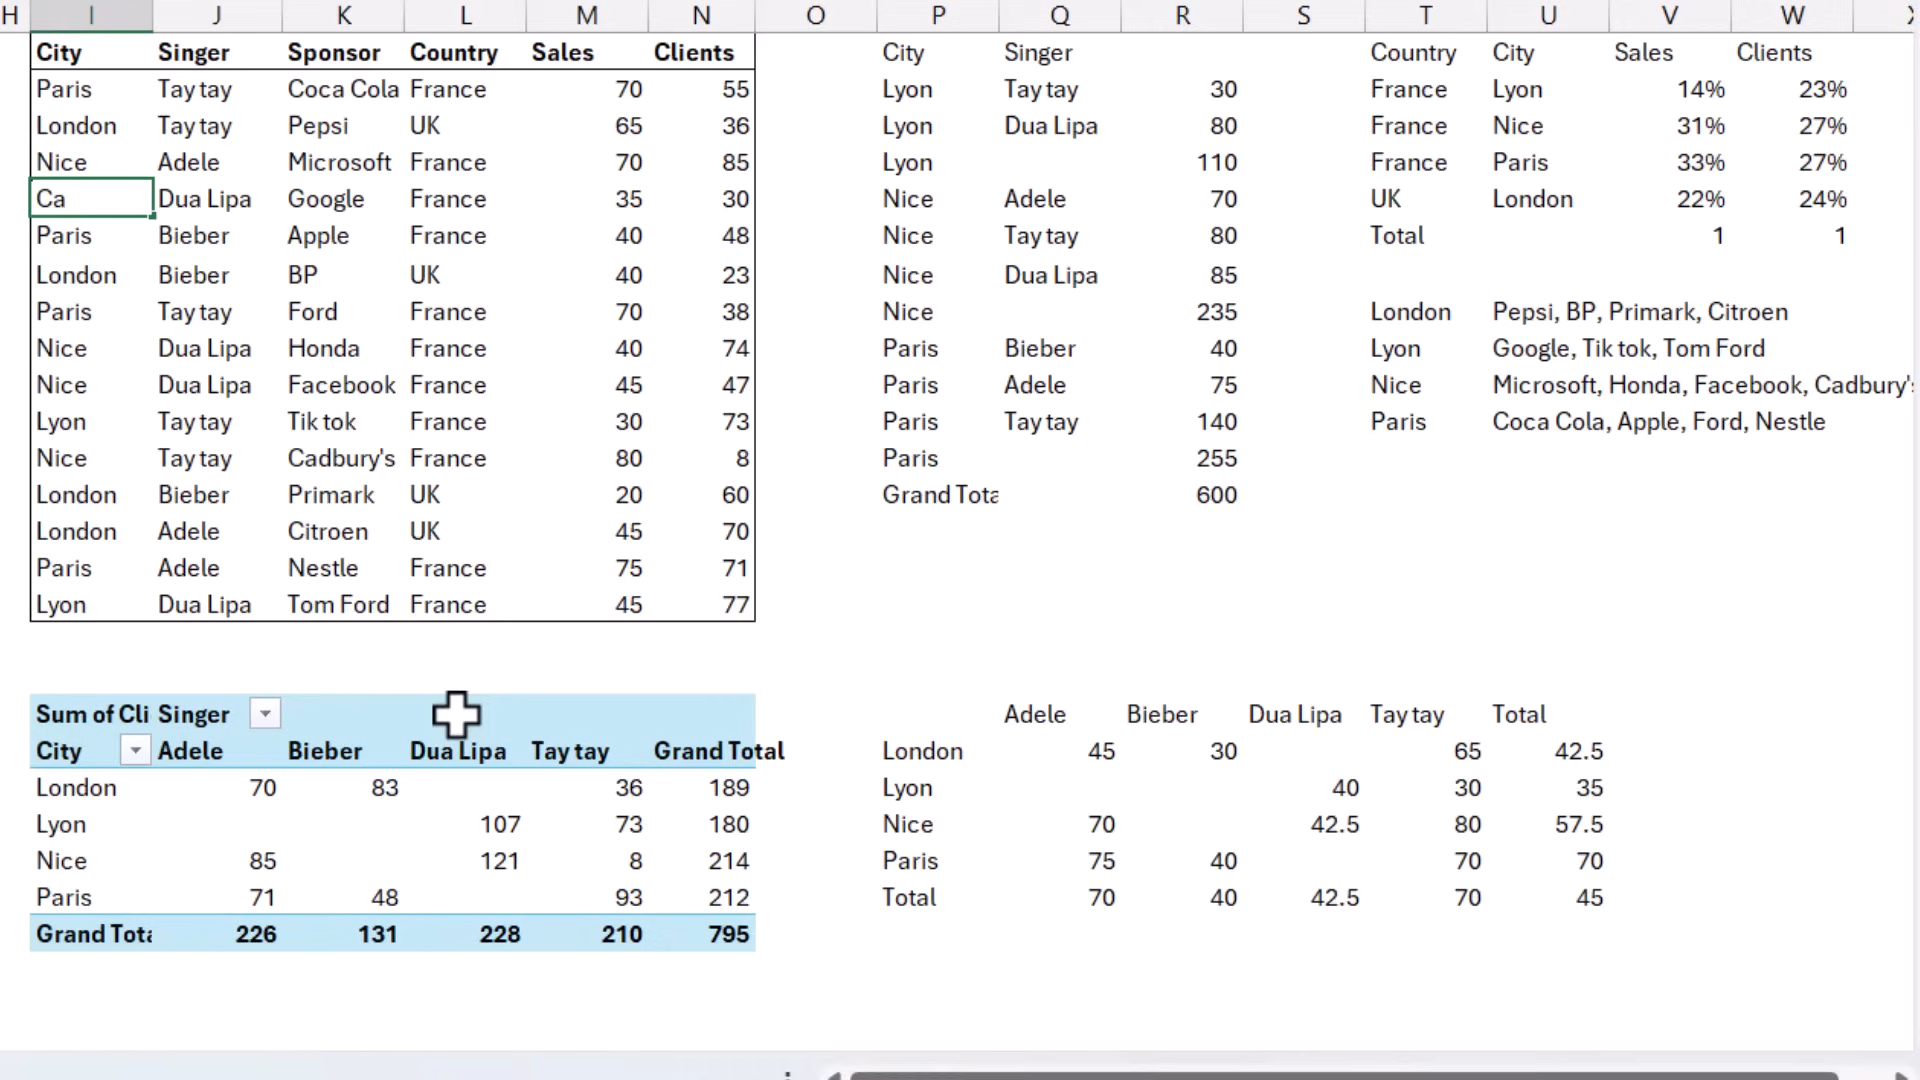 H I J K L M N O P Q R S T U V W
City Singer Sponsor Country Sales Clients City Singer Country City Sales Clients
Paris Tay tay Coca Cola France 70 55 Lyon Tay tay 30 France Lyon 14% 23%
London Tay tay Pepsi UK 65 36 Lyon Dua Lipa 80 France Nice 31% 27%
Nice Adele Microsoft France 70 85 Lyon 110 France Paris 33% 27%
Ca Dua Lipa Google France 35 30 Nice Adele 70 UK London 22% 24%
Paris Bieber Apple France 40 48 Nice Tay tay 80 Total 1 1
London Bieber BP UK 40 23 Nice Dua Lipa 85
Paris Tay tay Ford France 70 38 Nice 235 London Pepsi, BP, Primark, Citroen
Nice Dua Lipa Honda France 40 74 Paris Bieber 40 Lyon Google, Tik tok, Tom Ford
Nice Dua Lipa Facebook France 45 47 Paris Adele 75 Nice Microsoft, Honda, Facebook, Cadbury's
Lyon Tay tay Tik tok France 30 73 Paris Tay tay 140 Paris Coca Cola, Apple, Ford, Nestle
Nice Tay tay Cadbury's France 80 8 Paris 255
London Bieber Primark UK 20 60 Grand Tota 600
London Adele Citroen UK 45 70
Paris Adele Nestle France 75 71
Lyon Dua Lipa Tom Ford France 45 77
Sum of Cli Singer Adele Bieber Dua Lipa Tay tay Total
City Adele Bieber Dua Lipa Tay tay Grand Total London 45 30 65 42.5
London 70 83 36 189 Lyon 40 30 35
Lyon 107 73 180 Nice 70 42.5 80 57.5
Nice 85 121 8 214 Paris 75 40 70 70
Paris 71 48 93 212 Total 70 40 42.5 70 45
Grand Tota 226 131 228 210 795